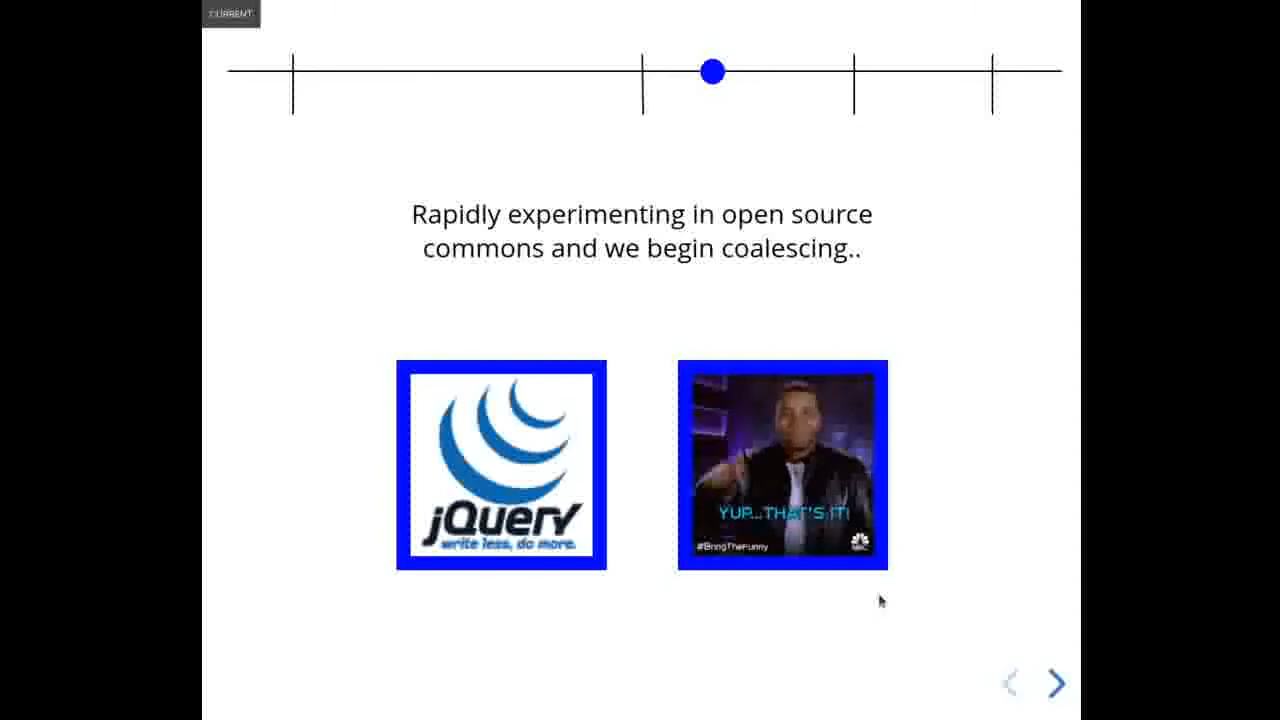 CURRENT
Rapidly experimenting in open source
commons and we begin coalescing..
jQuery
write less, do more.
YUP...THAT'S IT!
#BringTheFunny
NBC